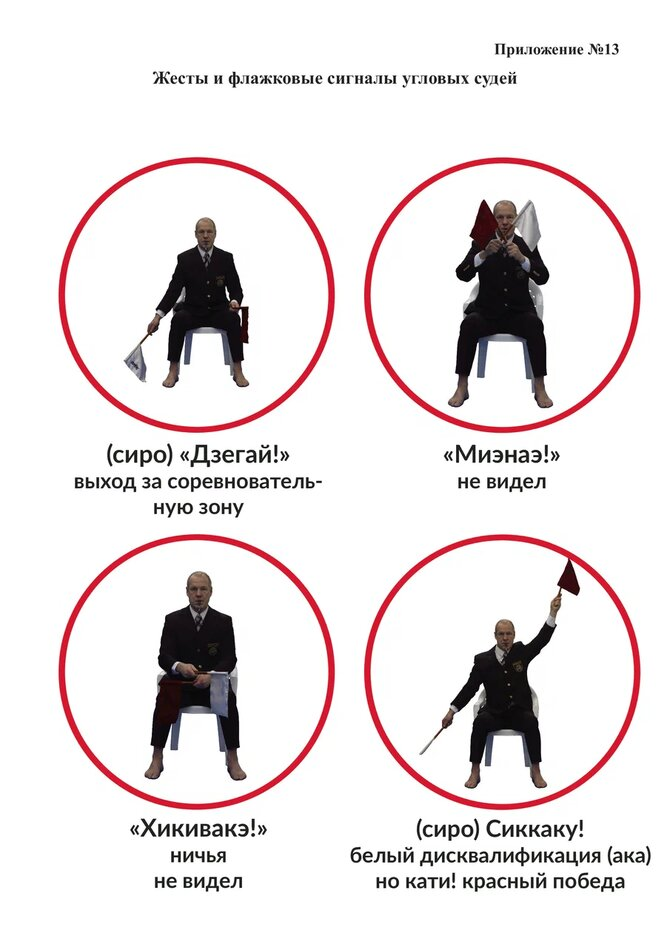 Приложение №13
Жесты и флажковые сигналы угловых судей
(сиро) «Дзегай!»
выход за соревнователь-
ную зону
«Миэнаэ!»
не видел
«Хикивакэ!»
ничья
не видел
(сиро) Сиккаку!
белый дисквалификация (ака)
но кати! красный победа